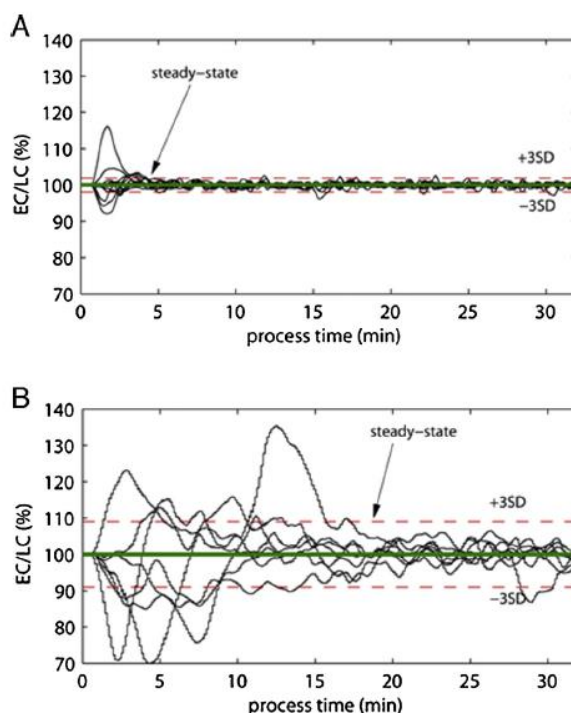 A
140
130
120
110
100
90
80
70
EC/LC (%)
steady-state
+3SD
−3SD
0 5 10 15 20 25 30
process time (min)
B
140
130
120
110
100
90
80
70
EC/LC (%)
steady-state
+3SD
−3SD
0 5 10 15 20 25 30
process time (min)